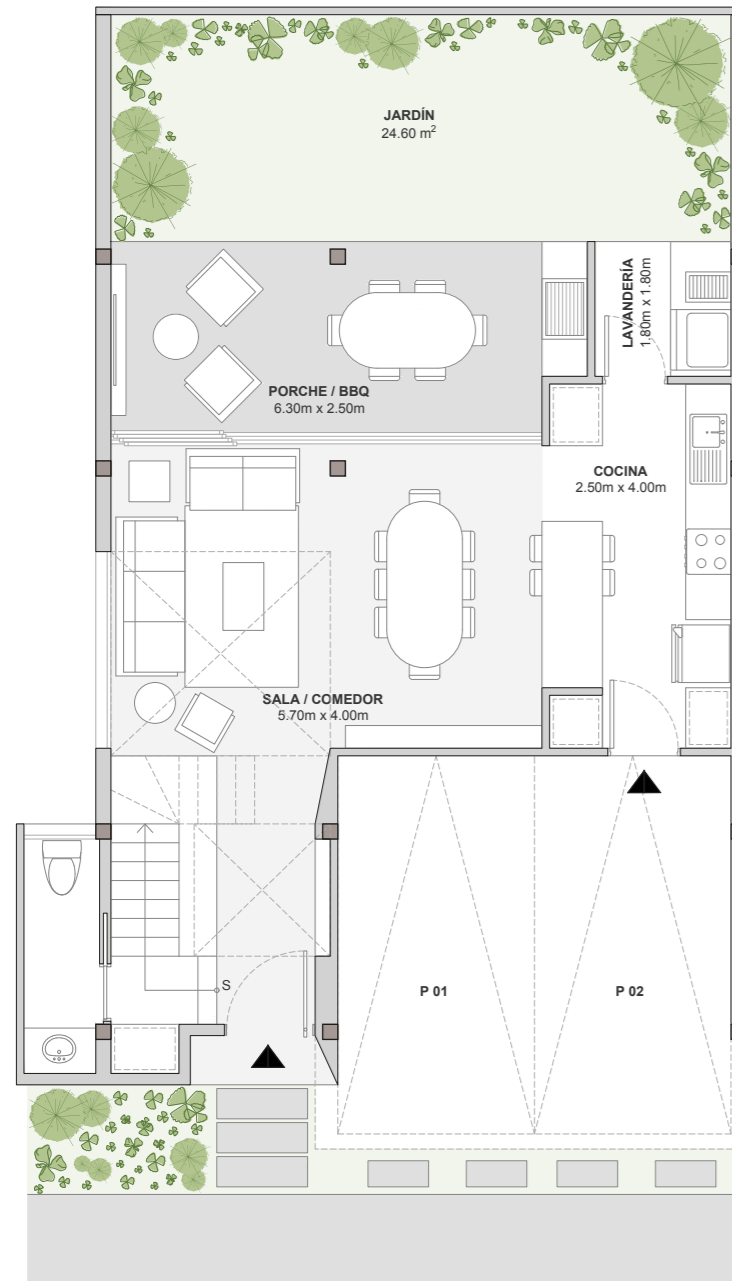 JARDÍN
24.60 m²
LAVANDERÍA
1.80m x 1.80m
PORCHE / BBQ
6.30m x 2.50m
COCINA
2.50m x 4.00m
SALA / COMEDOR
5.70m x 4.00m
S
P 01
P 02